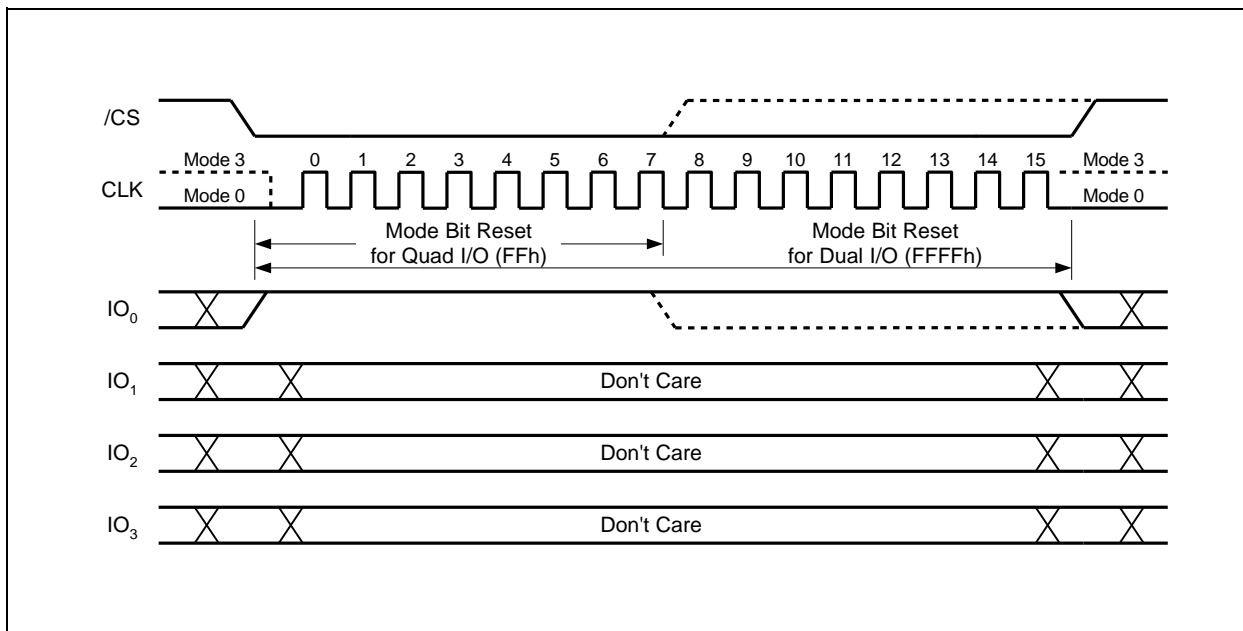 /CS
Mode 3 0 1 2 3 4 5 6 7 8 9 10 11 12 13 14 15 Mode 3
CLK
Mode 0 Mode 0
Mode Bit Reset Mode Bit Reset
for Quad I/O (FFh) for Dual I/O (FFFFh)
IO0
IO1 Don't Care
IO2 Don't Care
IO3 Don't Care